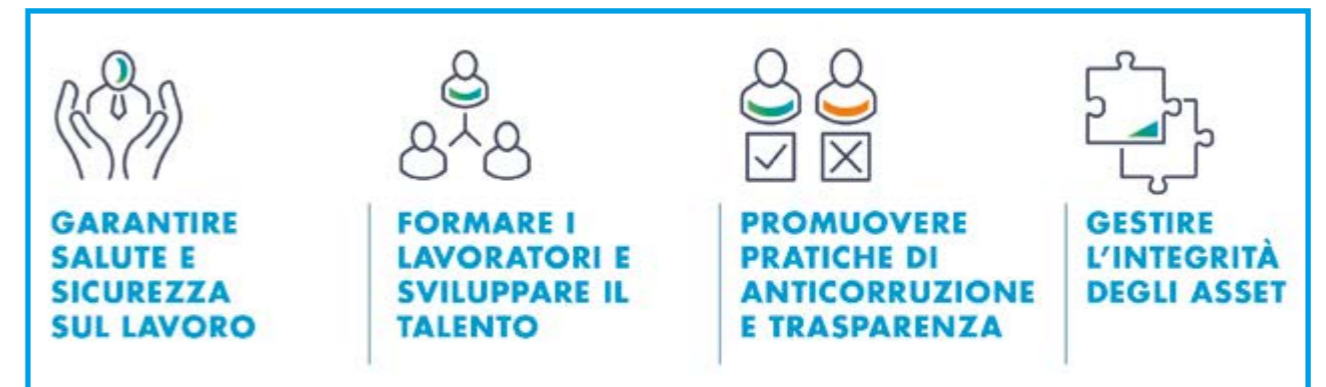 GARANTIRE
SALUTE E
SICUREZZA
SUL LAVORO
FORMARE I
LAVORATORI E
SVILUPPARE IL
TALENTO
PROMUOVERE
PRATICHE DI
ANTICORRUZIONE
E TRASPARENZA
GESTIRE
L'INTEGRITÀ
DEGLI ASSET